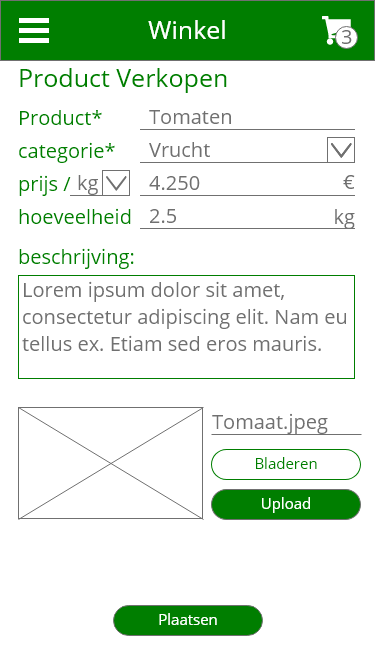 Winkel
3
Product Verkopen
Product* Tomaten
categorie* Vrucht
prijs / kg 4.250 €
hoeveelheid 2.5 kg
beschrijving:
Lorem ipsum dolor sit amet,
consectetur adipiscing elit. Nam eu
tellus ex. Etiam sed eros mauris.
Tomaat.jpeg
Bladeren
Upload
Plaatsen